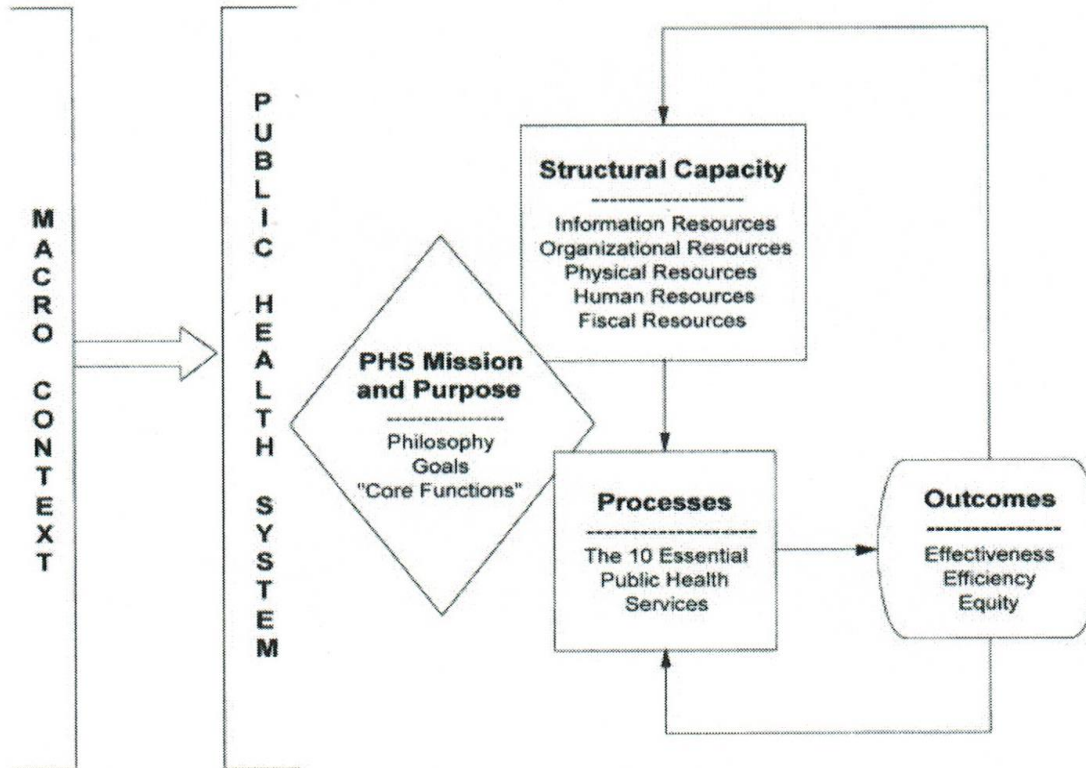 MACRO CONTEXT
PUBLIC HEALTH SYSTEM
PHS Mission
and Purpose
Philosophy
Goals
"Core Functions"
Structural Capacity
Information Resources
Organizational Resources
Physical Resources
Human Resources
Fiscal Resources
Processes
The 10 Essential
Public Health
Services
Outcomes
Effectiveness
Efficiency
Equity